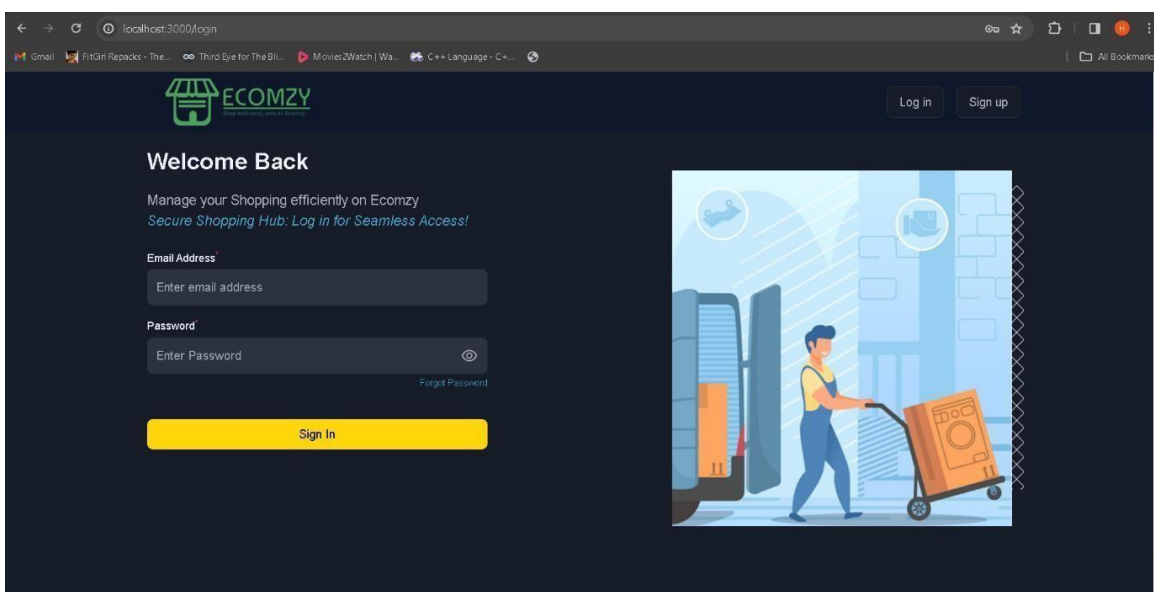 localhost:3000/login
Gmail FitGirl Repacks - The... Third Eye for The Bli... Movies2Watch | Wa... C++ Language - C+... All Bookmarks
ECOMZY
Log in Sign up
Welcome Back
Manage your Shopping efficiently on Ecomzy
Secure Shopping Hub: Log in for Seamless Access!
Email Address*
Enter email address
Password*
Enter Password
Forgot Password
Sign In